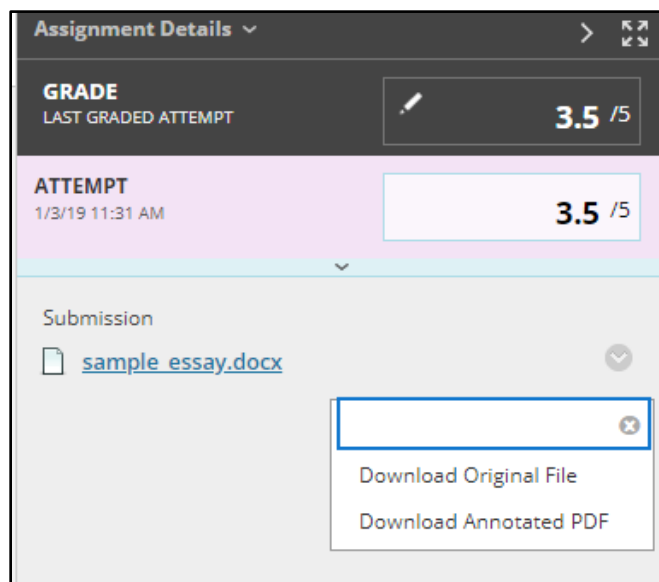 Assignment Details
GRADE
LAST GRADED ATTEMPT
3.5 /5
ATTEMPT
1/3/19 11:31 AM
3.5 /5
Submission
sample_essay.docx
Download Original File
Download Annotated PDF